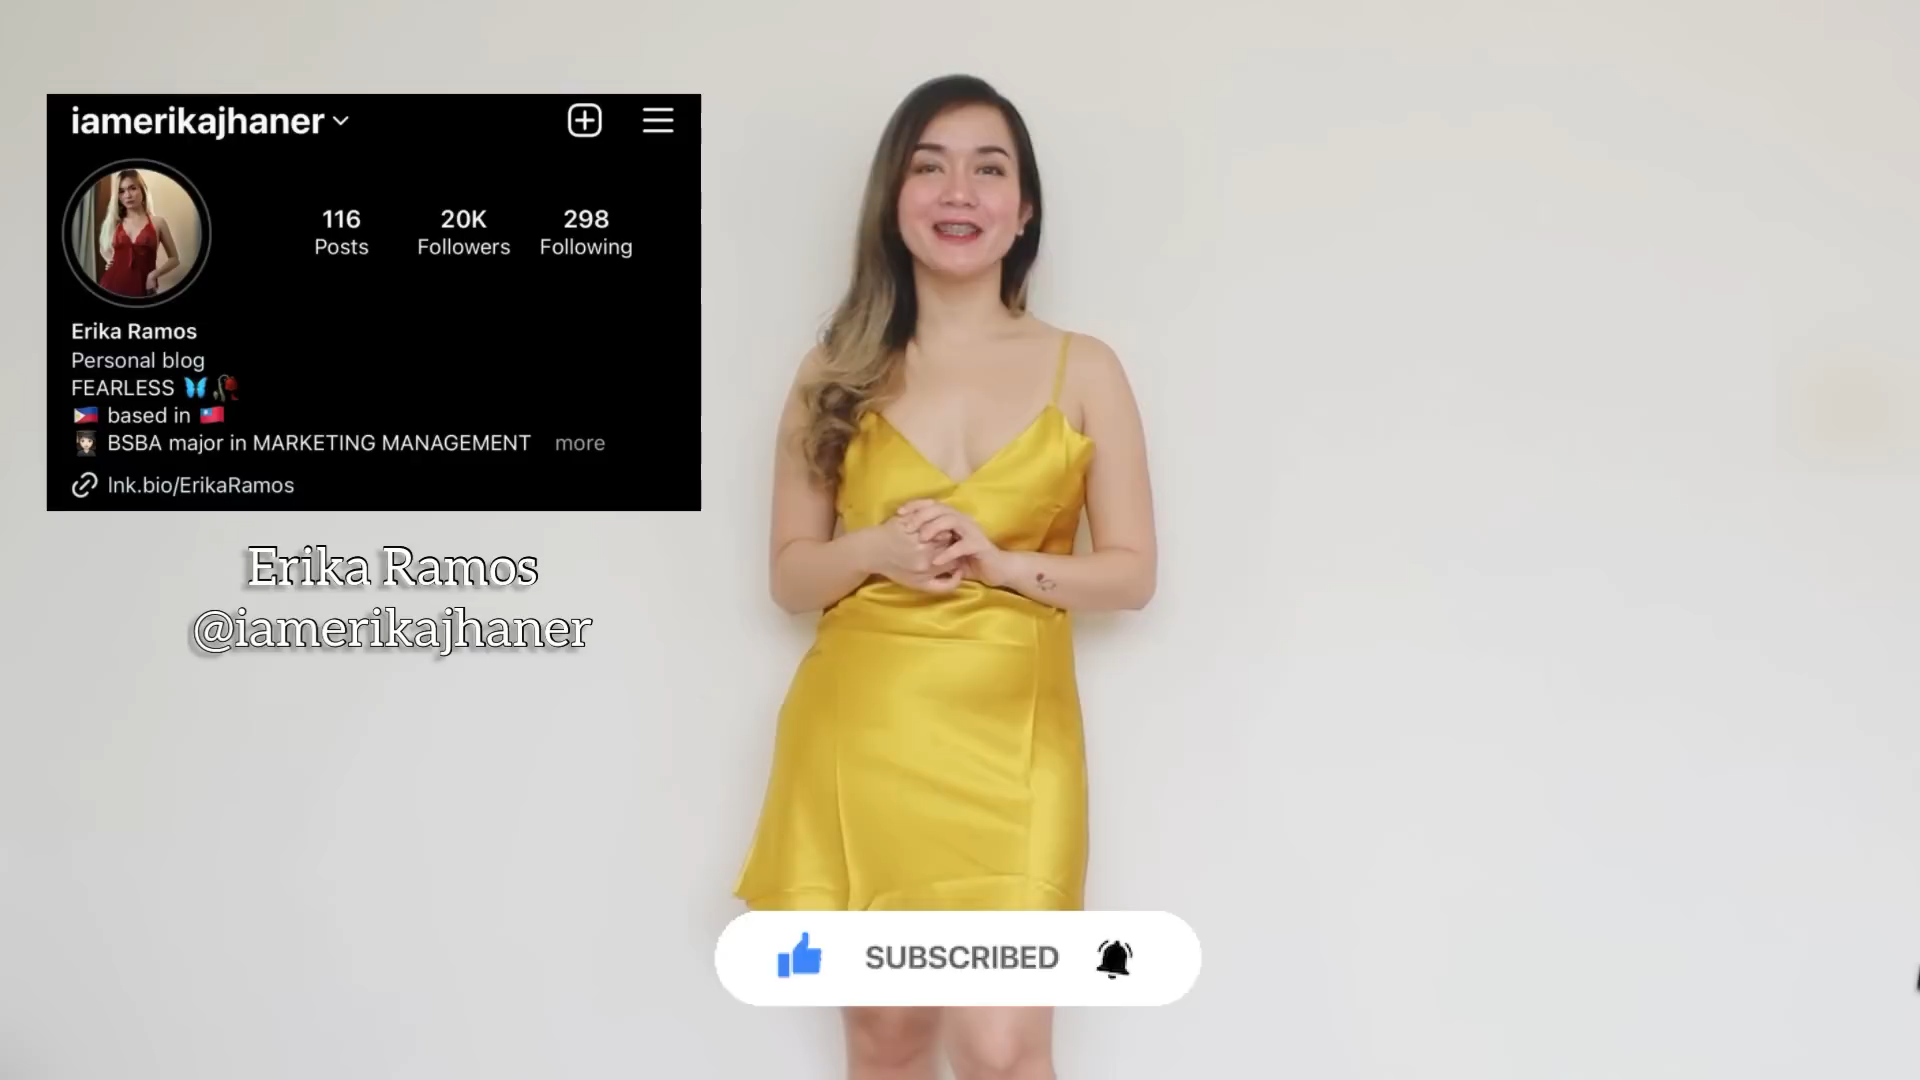 iamerikajhaner
116 20K 298
Posts Followers Following
Erika Ramos
Personal blog
FEARLESS 🦋🥀
🇵🇭 based in 🇹🇼
👩🏻‍🎓 BSBA major in MARKETING MANAGEMENT more
lnk.bio/ErikaRamos
Erika Ramos
@iamerikajhaner
SUBSCRIBED